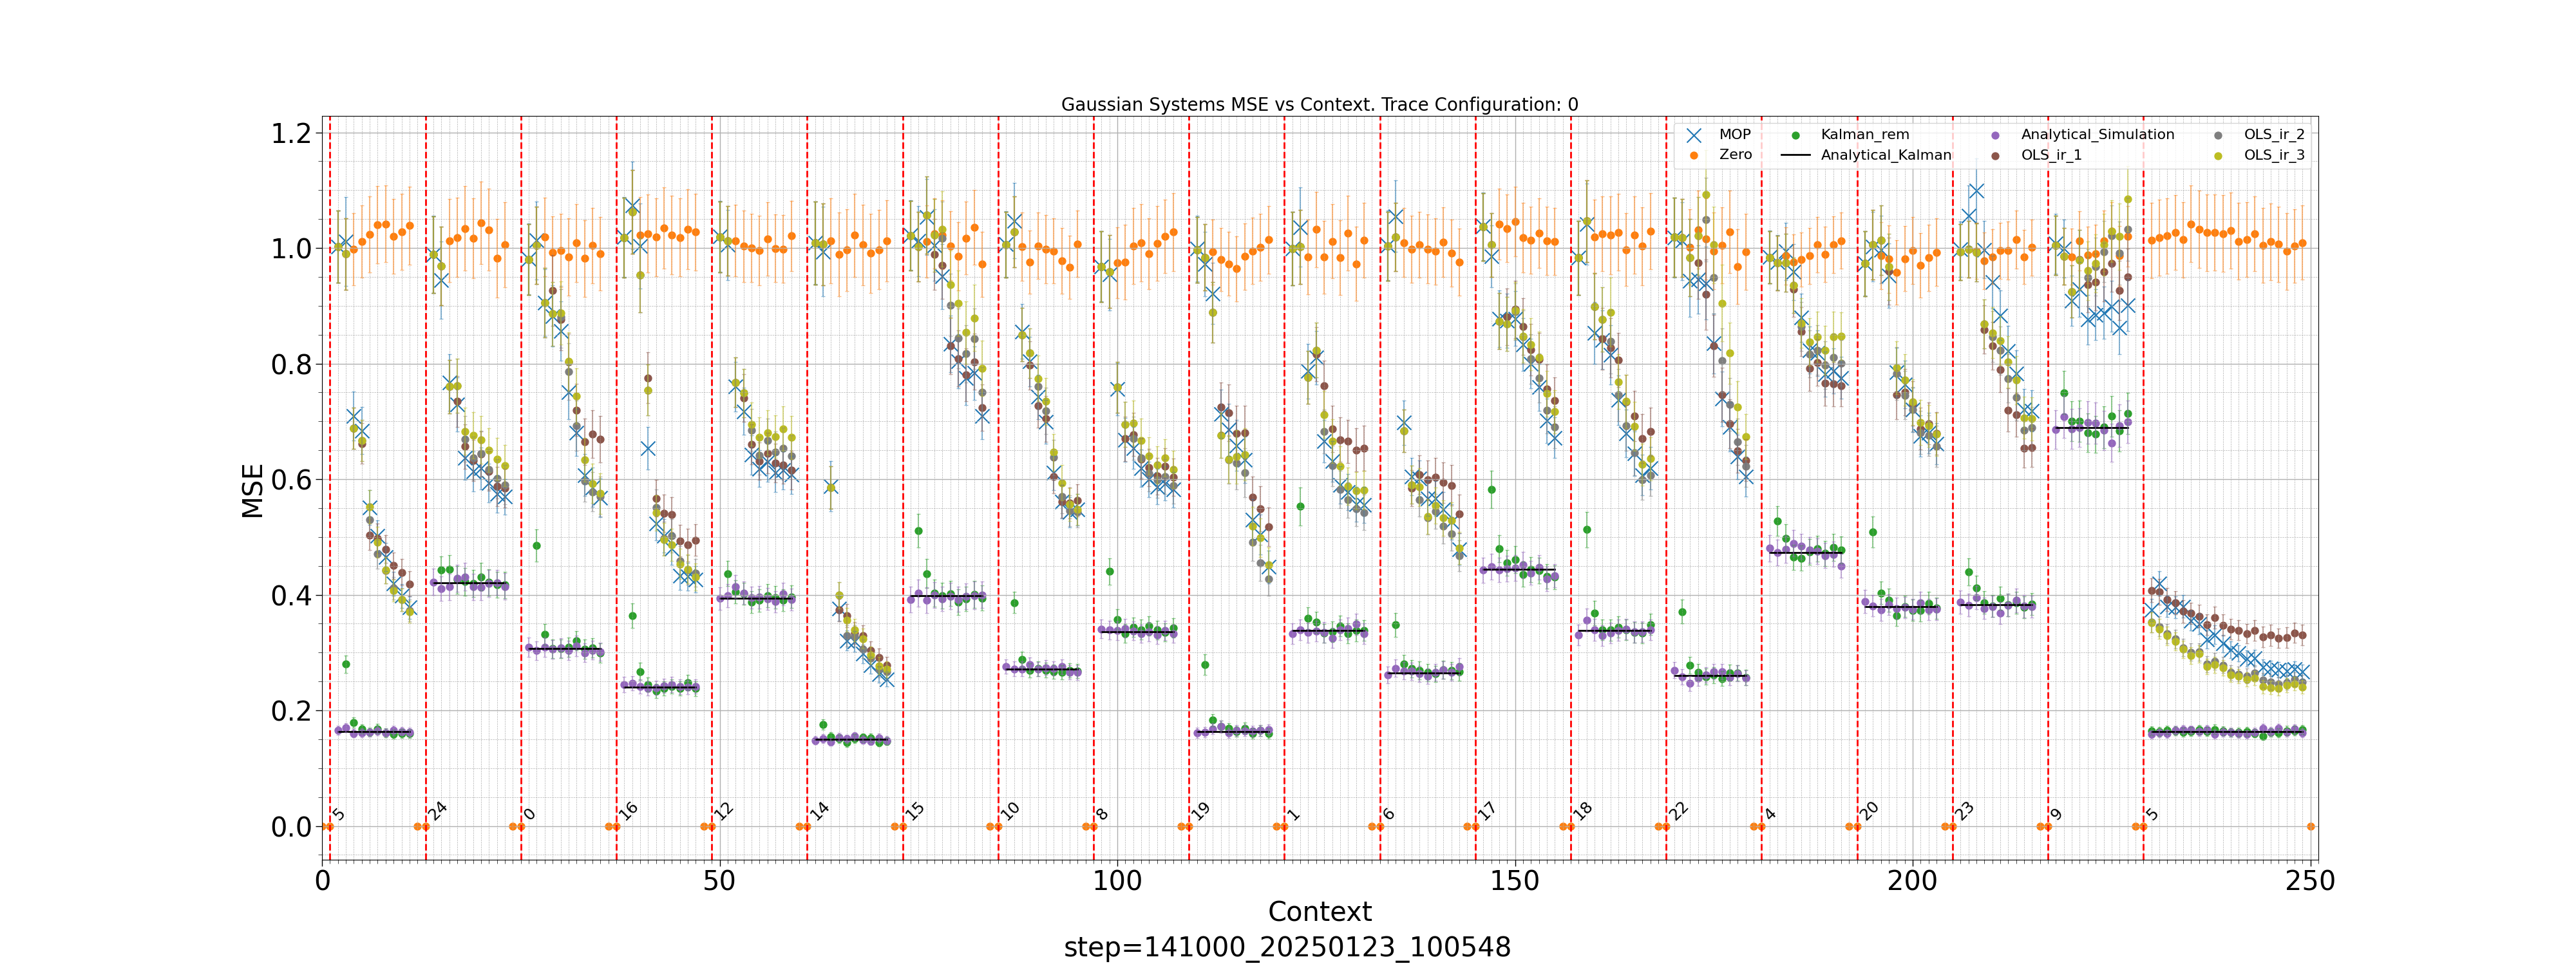 Gaussian Systems MSE vs Context. Trace Configuration: 0
MOP
Zero
Kalman_rem
Analytical_Kalman
Analytical_Simulation
OLS_ir_1
OLS_ir_2
OLS_ir_3
MSE
1.2
1.0
0.8
0.6
0.4
0.2
0.0
5
24
0
16
12
14
15
10
8
19
1
6
17
18
22
4
20
23
9
5
0
50
100
150
200
250
Context
step=141000_20250123_100548